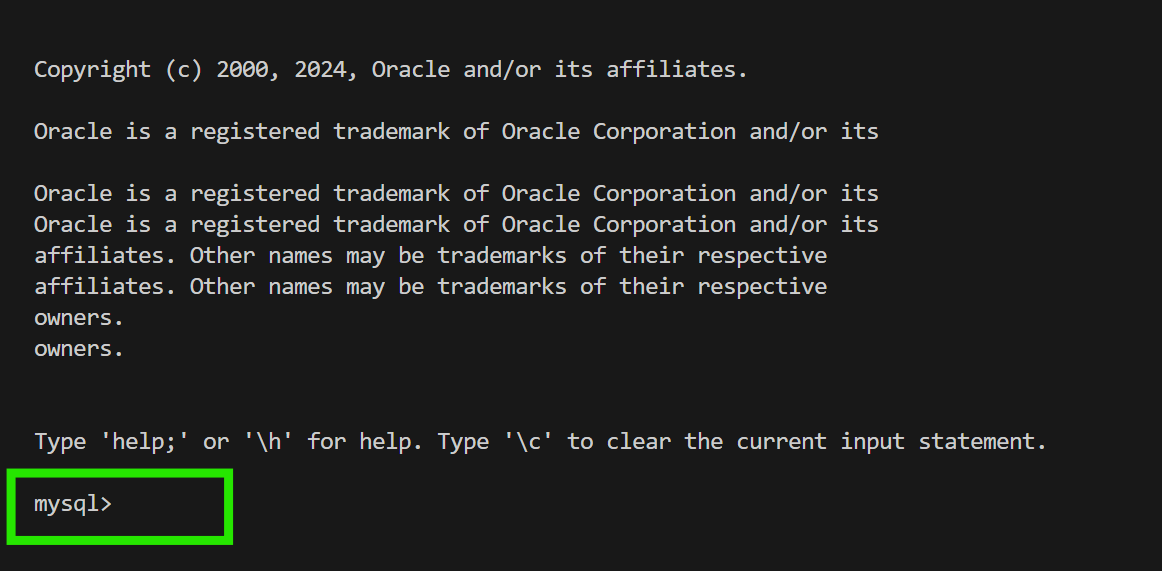 Copyright (c) 2000, 2024, Oracle and/or its affiliates.
Oracle is a registered trademark of Oracle Corporation and/or its
Oracle is a registered trademark of Oracle Corporation and/or its
Oracle is a registered trademark of Oracle Corporation and/or its
affiliates. Other names may be trademarks of their respective
affiliates. Other names may be trademarks of their respective
owners.
owners.
Type 'help;' or '\h' for help. Type '\c' to clear the current input statement.
mysql>